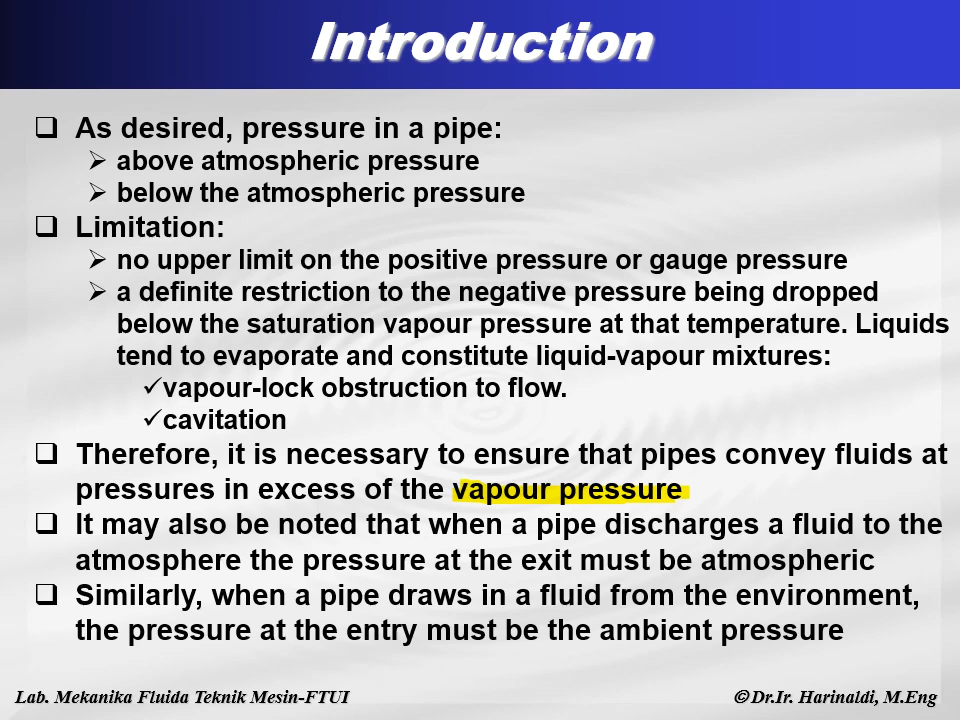 Introduction
❑ As desired, pressure in a pipe:
➢ above atmospheric pressure
➢ below the atmospheric pressure
❑ Limitation:
➢ no upper limit on the positive pressure or gauge pressure
➢ a definite restriction to the negative pressure being dropped
below the saturation vapour pressure at that temperature. Liquids
tend to evaporate and constitute liquid-vapour mixtures:
✓vapour-lock obstruction to flow.
✓cavitation
❑ Therefore, it is necessary to ensure that pipes convey fluids at
pressures in excess of the vapour pressure
❑ It may also be noted that when a pipe discharges a fluid to the
atmosphere the pressure at the exit must be atmospheric
❑ Similarly, when a pipe draws in a fluid from the environment,
the pressure at the entry must be the ambient pressure
Lab. Mekanika Fluida Teknik Mesin-FTUI
©Dr.Ir. Harinaldi, M.Eng